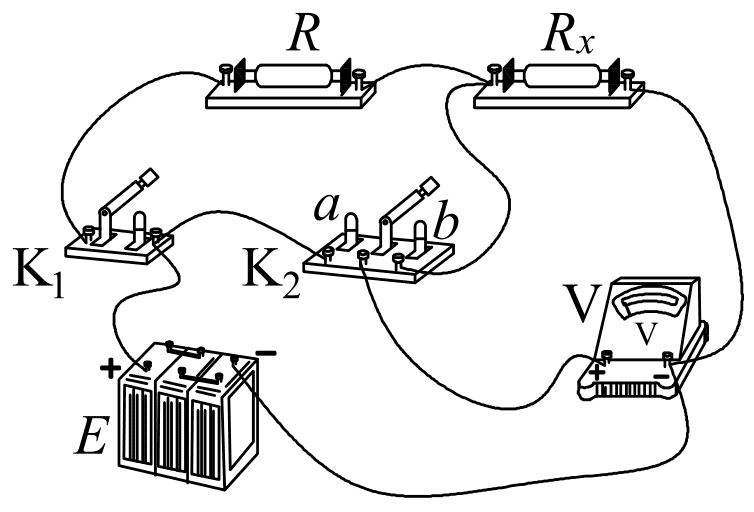 R
Rₓ
a
b
K₁
K₂
V
V
+
−
+
−
E